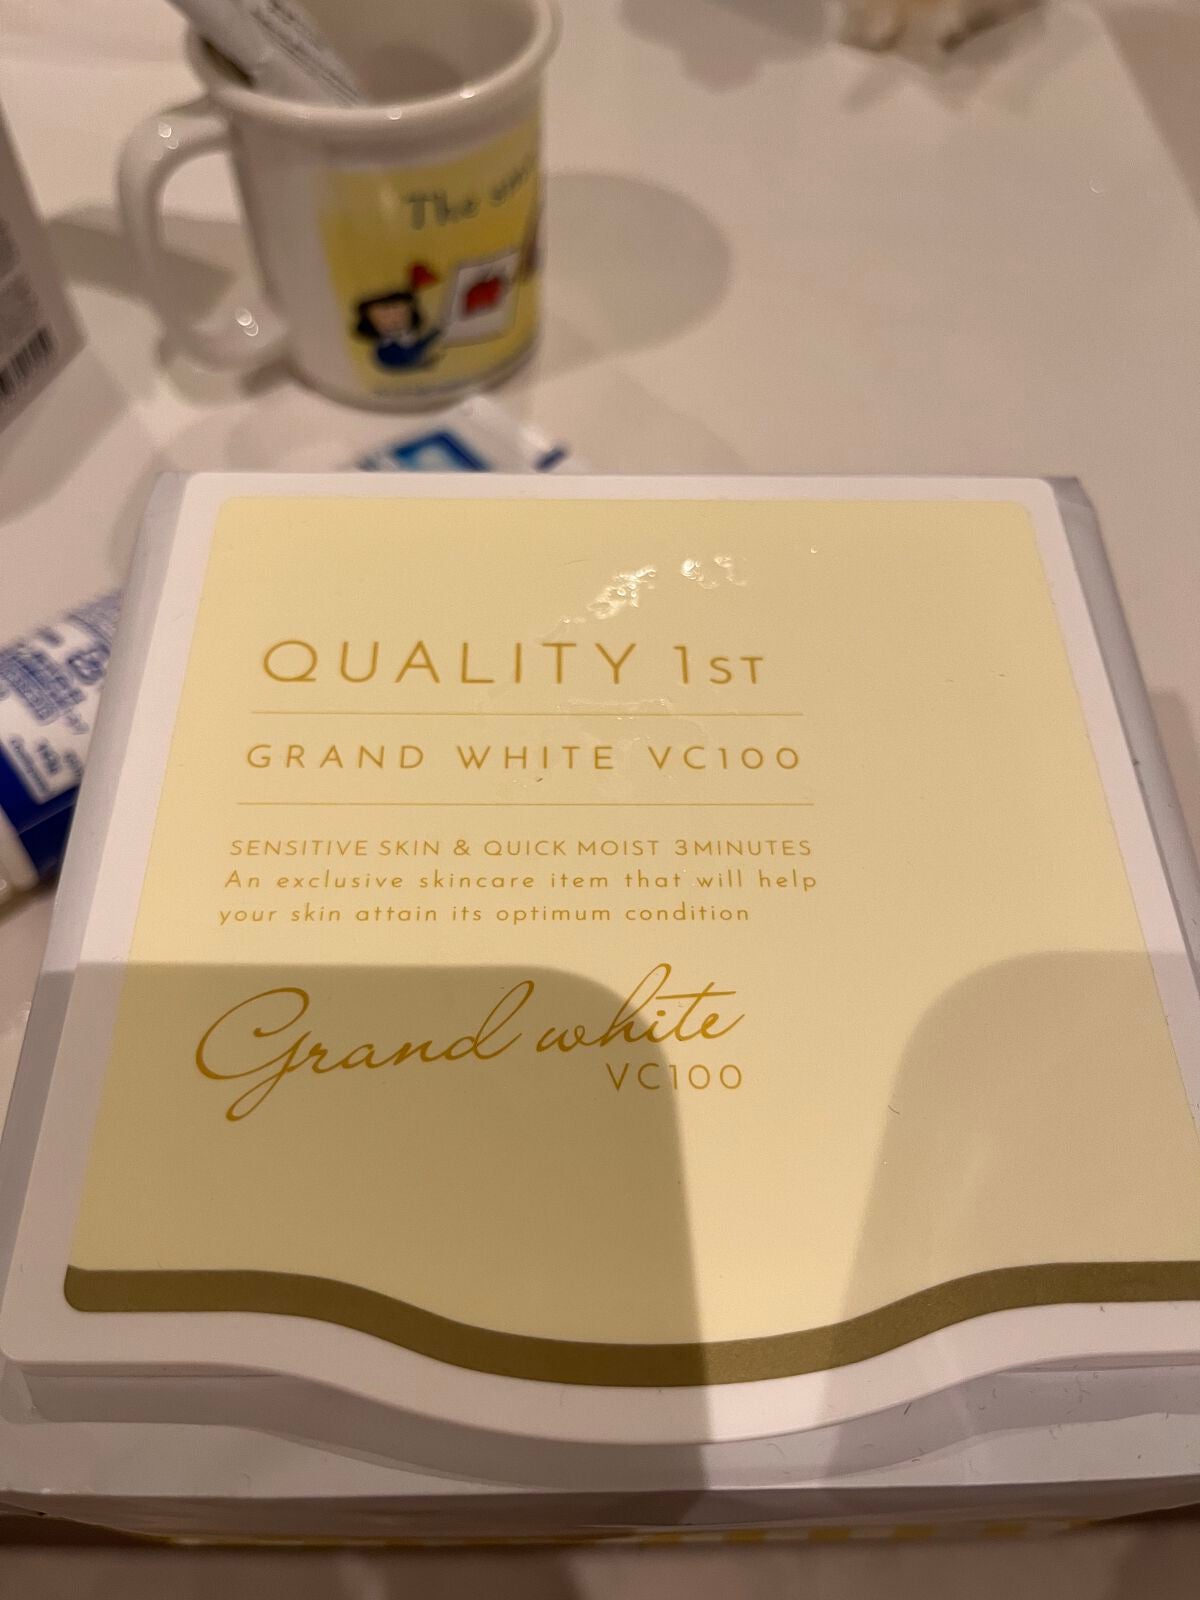 The
QUALITY 1ST
GRAND WHITE VC100
SENSITIVE SKIN & QUICK MOIST 3MINUTES
An exclusive skincare item that will help
your skin attain its optimum condition
Grand white
VC100